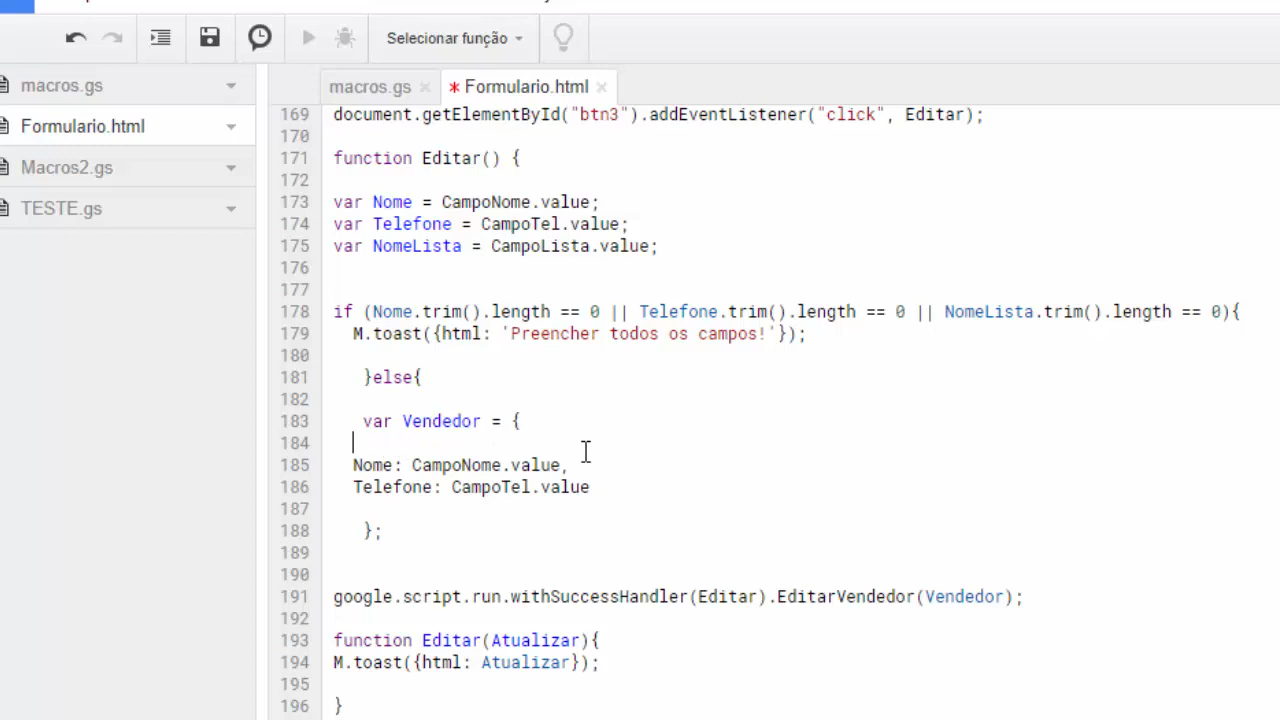 Selecionar função
macros.gs
Formulario.html
Macros2.gs
TESTE.gs
macros.gs × * Formulario.html ×
169 document.getElementById("btn3").addEventListener("click", Editar);
170
171 function Editar() {
172
173 var Nome = CampoNome.value;
174 var Telefone = CampoTel.value;
175 var NomeLista = CampoLista.value;
176
177
178 if (Nome.trim().length == 0 || Telefone.trim().length == 0 || NomeLista.trim().length == 0){
179 M.toast({html: 'Preencher todos os campos!'});
180
181 }else{
182
183 var Vendedor = {
184
185 Nome: CampoNome.value,
186 Telefone: CampoTel.value
187
188 };
189
190
191 google.script.run.withSuccessHandler(Editar).EditarVendedor(Vendedor);
192
193 function Editar(Atualizar){
194 M.toast({html: Atualizar});
195
196 }